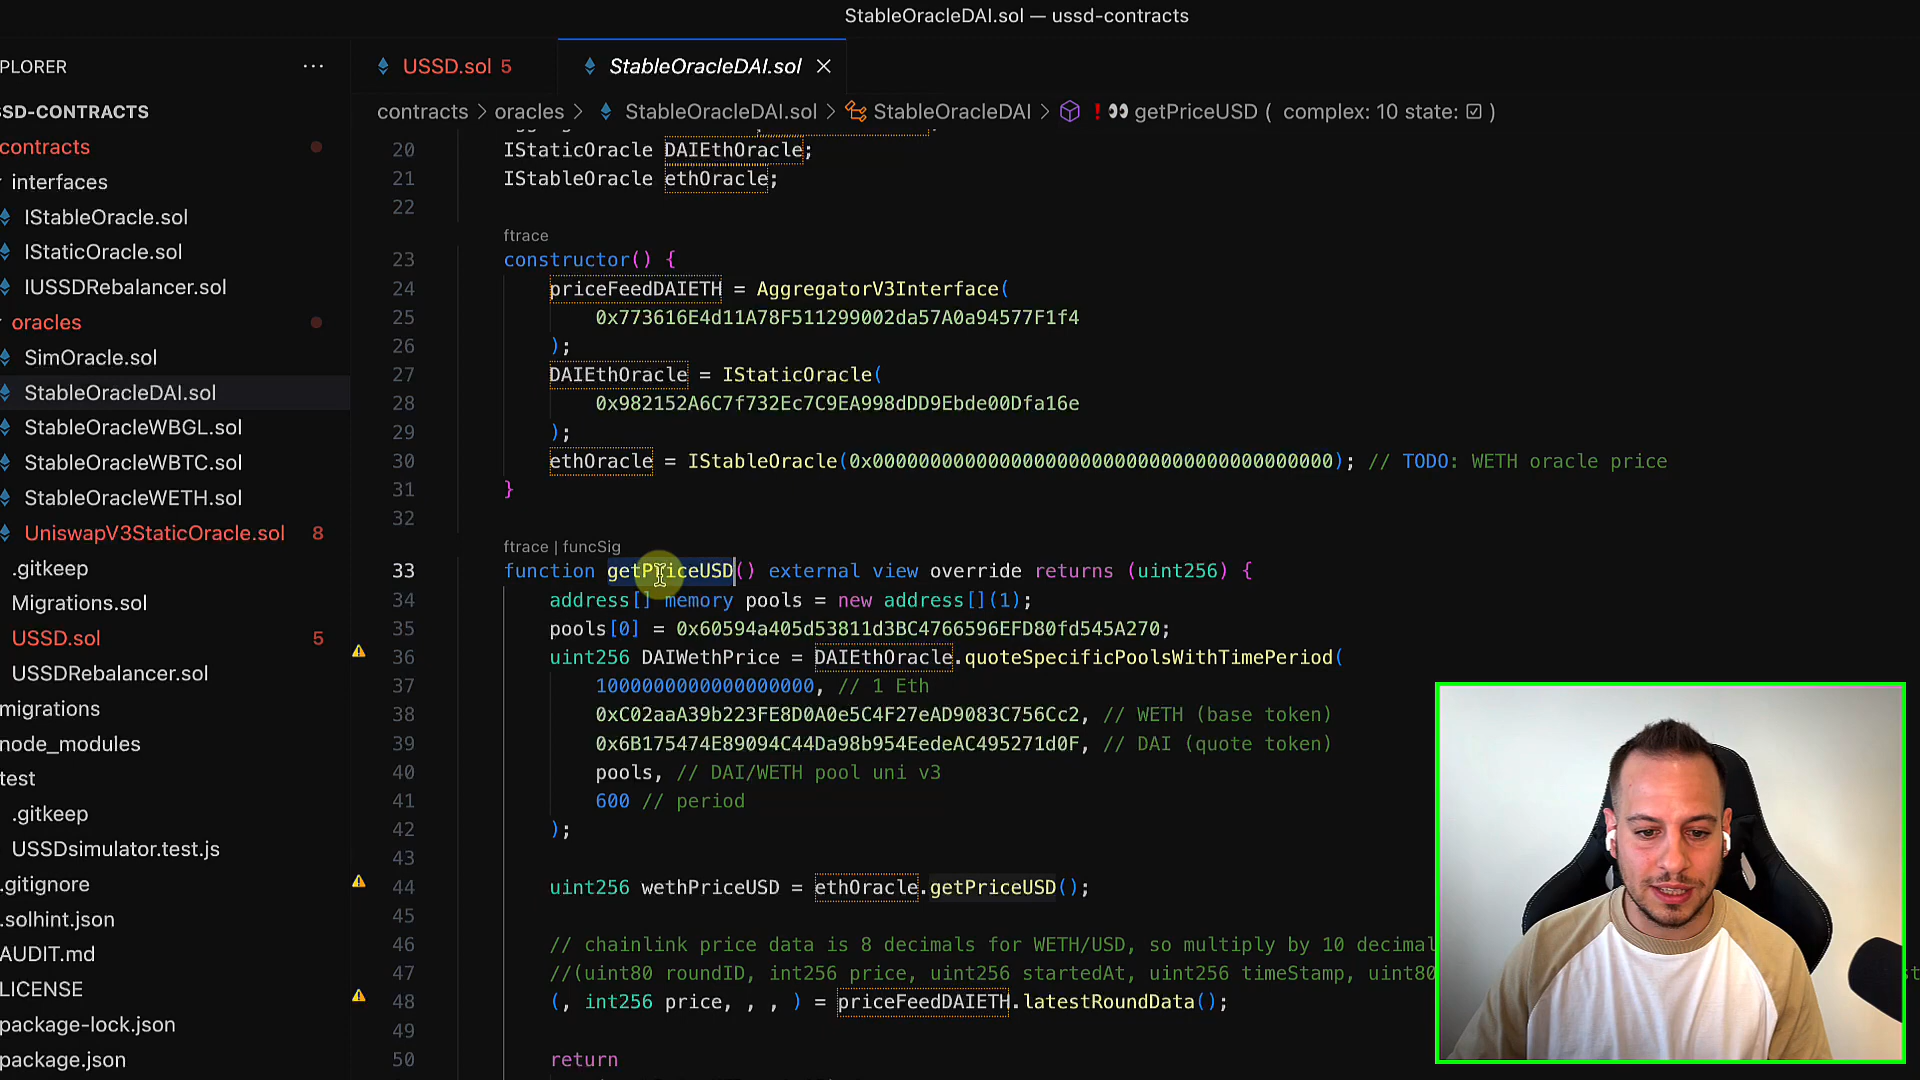 StableOracleDAI.sol — ussd-contracts
PLORER
···
USSD.sol 5
StableOracleDAI.sol
contracts > oracles > StableOracleDAI.sol > StableOracleDAI > ! getPriceUSD ( complex: 10 state: ☑ )
SSD-CONTRACTS
contracts
interfaces
IStableOracle.sol
IStaticOracle.sol
IUSSDRebalancer.sol
oracles
SimOracle.sol
StableOracleDAI.sol
StableOracleWBGL.sol
StableOracleWBTC.sol
StableOracleWETH.sol
UniswapV3StaticOracle.sol 8
.gitkeep
Migrations.sol
USSD.sol 5
USSDRebalancer.sol
migrations
node_modules
test
.gitkeep
USSDsimulator.test.js
.gitignore
.solhint.json
AUDIT.md
LICENSE
package-lock.json
package.json
20 IStaticOracle DAIEthOracle;
21 IStableOracle ethOracle;
22
ftrace
23 constructor() {
24 priceFeedDAIETH = AggregatorV3Interface(
25 0x773616E4d11A78F511299002da57A0a94577F1f4
26 );
27 DAIEthOracle = IStaticOracle(
28 0x982152A6C7f732Ec7C9EA998dDD9Ebde00Dfa16e
29 );
30 ethOracle = IStableOracle(0x0000000000000000000000000000000000000000); // TODO: WETH oracle price
31 }
32
ftrace | funcSig
33 function getPriceUSD() external view override returns (uint256) {
34 address[] memory pools = new address[](1);
35 pools[0] = 0x60594a405d53811d3BC4766596EFD80fd545A270;
36 uint256 DAIWethPrice = DAIEthOracle.quoteSpecificPoolsWithTimePeriod(
37 1000000000000000000, // 1 Eth
38 0xC02aaA39b223FE8D0A0e5C4F27eAD9083C756Cc2, // WETH (base token)
39 0x6B175474E89094C44Da98b954EedeAC495271d0F, // DAI (quote token)
40 pools, // DAI/WETH pool uni v3
41 600 // period
42 );
43
44 uint256 wethPriceUSD = ethOracle.getPriceUSD();
45
46 // chainlink price data is 8 decimals for WETH/USD, so multiply by 10 decimal
47 //(uint80 roundID, int256 price, uint256 startedAt, uint256 timeStamp, uint80
48 (, int256 price, , , ) = priceFeedDAIETH.latestRoundData();
49
50 return